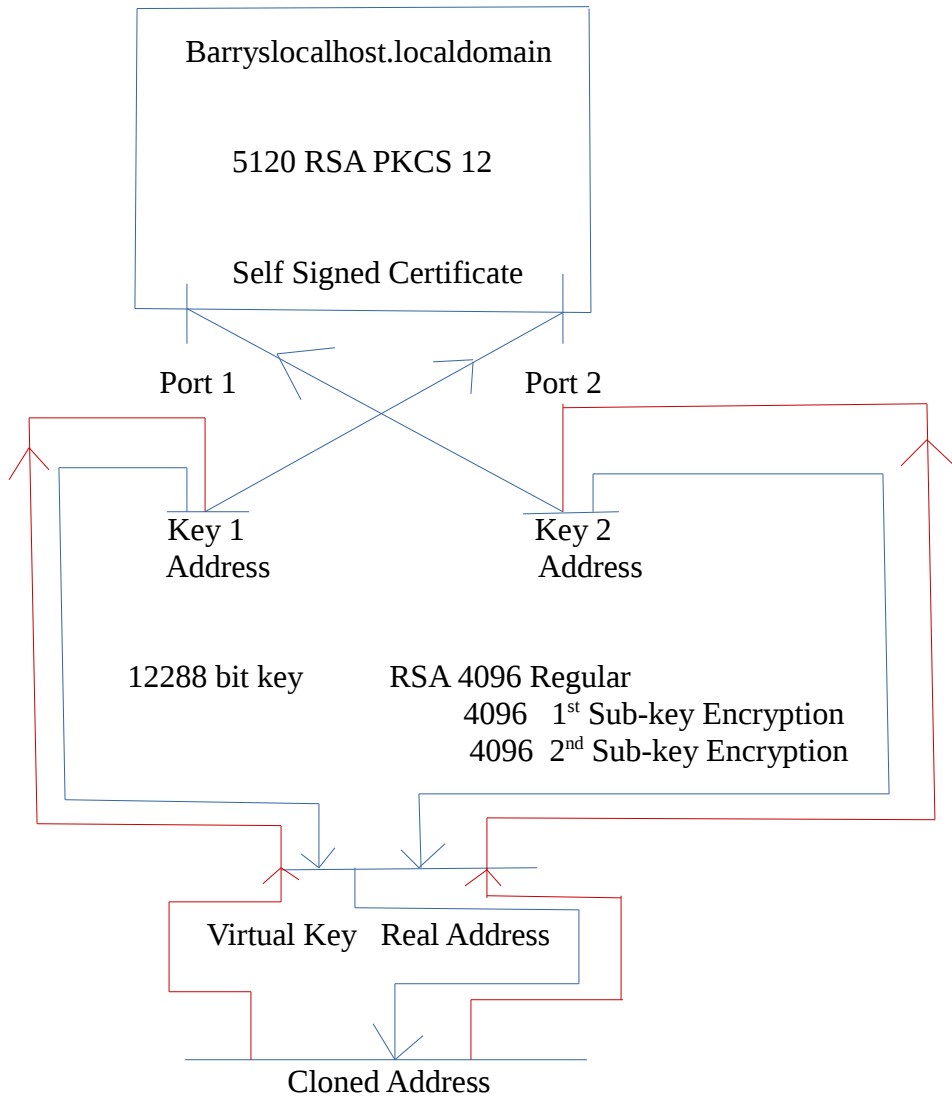 Barryslocalhost.localdomain
5120 RSA PKCS 12
Self Signed Certificate
Port 1
Port 2
Key 1
Address
Key 2
Address
12288 bit key
RSA 4096 Regular
4096 1st Sub-key Encryption
4096 2nd Sub-key Encryption
Virtual Key Real Address
Cloned Address